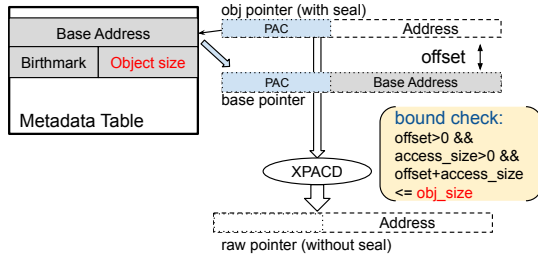 obj pointer (with seal)
Base Address
PAC
Address
Birthmark
Object size
offset
PAC
Base Address
base pointer
Metadata Table
bound check:
offset>0 &&
access_size>0 &&
offset+access_size
<= obj_size
XPACD
Address
raw pointer (without seal)